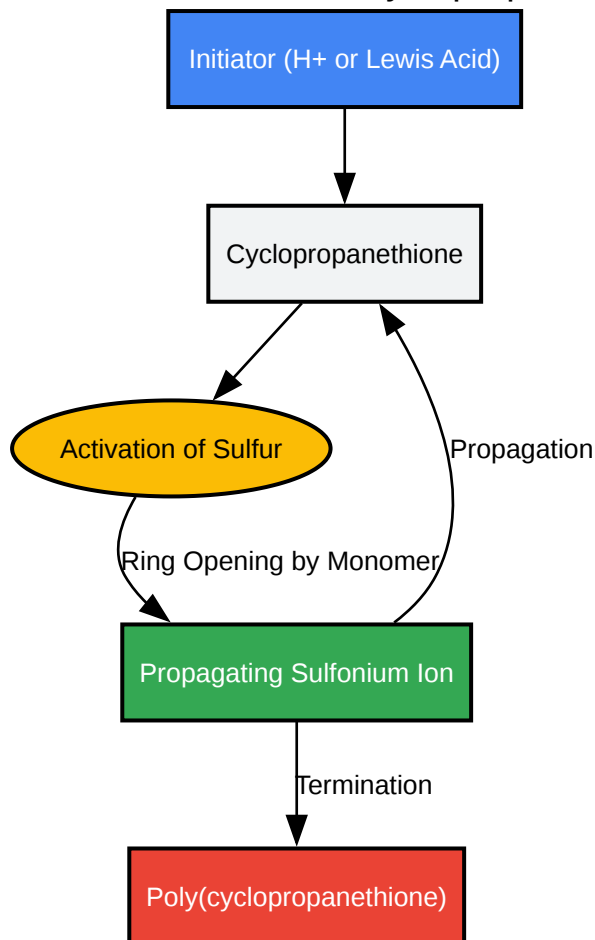 Initiator (H+ or Lewis Acid)
Cyclopropanethione
Activation of Sulfur
Propagation
Ring Opening by Monomer
Propagating Sulfonium Ion
Termination
Poly(cyclopropanethione)